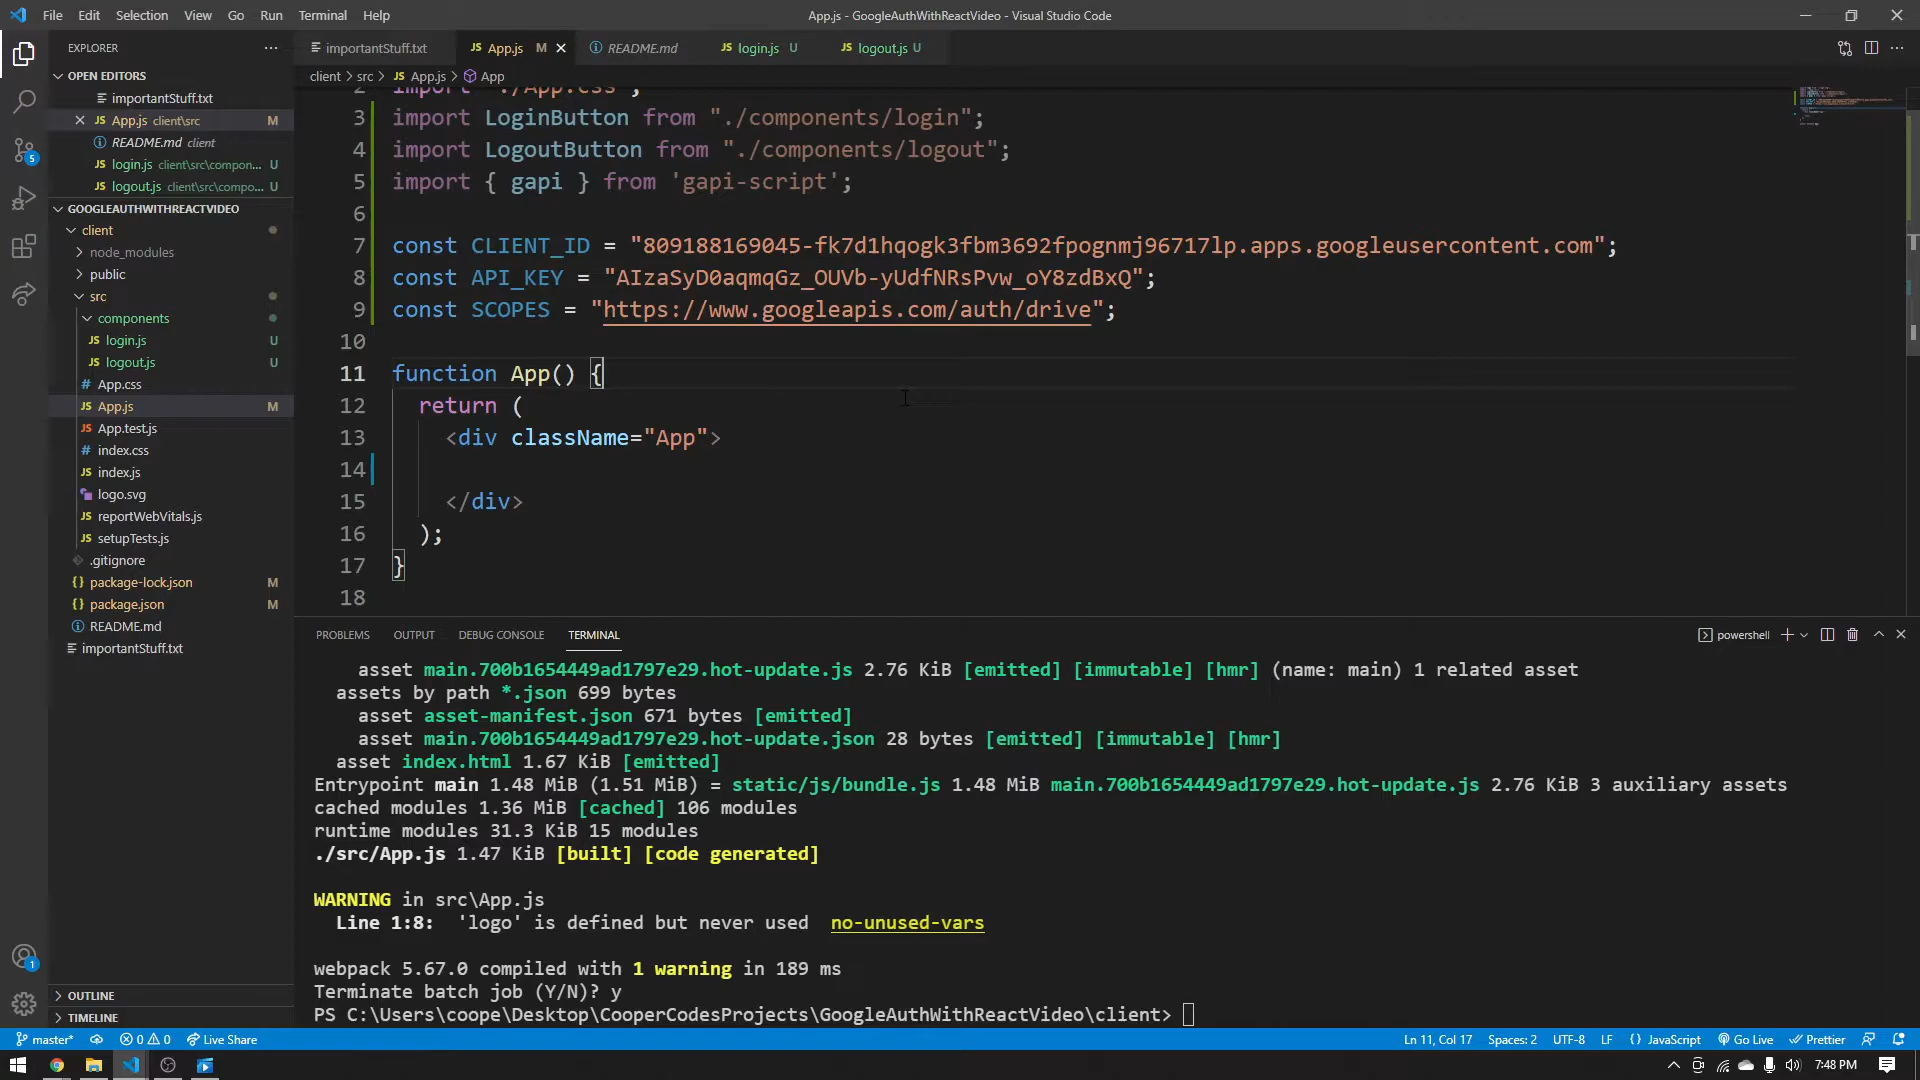 File Edit Selection View Go Run Terminal Help
App.js - GoogleAuthWithReactVideo - Visual Studio Code
EXPLORER
importantStuff.txt
App.js M
README.md
login.js U
logout.js U
OPEN EDITORS
importantStuff.txt
App.js client\src M
README.md client
login.js client\src\compon... U
logout.js client\src\compo... U
GOOGLEAUTHWITHREACTVIDEO
client
node_modules
public
src
components
login.js U
logout.js U
App.css
App.js M
App.test.js
index.css
index.js
logo.svg
reportWebVitals.js
setupTests.js
.gitignore
package-lock.json M
package.json M
README.md
importantStuff.txt
OUTLINE
TIMELINE
client > src > App.js > App
2 import "./App.css";
3 import LoginButton from "./components/login";
4 import LogoutButton from "./components/logout";
5 import { gapi } from 'gapi-script';
6
7 const CLIENT_ID = "809188169045-fk7d1hqogk3fbm3692fpognmj96717lp.apps.googleusercontent.com";
8 const API_KEY = "AIzaSyD0aqmqGz_OUVb-yUdfNRsPvw_oY8zdBxQ";
9 const SCOPES = "https://www.googleapis.com/auth/drive";
10
11 function App() {
12 return (
13 <div className="App">
14
15 </div>
16 );
17 }
18
PROBLEMS OUTPUT DEBUG CONSOLE TERMINAL
powershell
asset main.700b1654449ad1797e29.hot-update.js 2.76 KiB [emitted] [immutable] [hmr] (name: main) 1 related asset
assets by path *.json 699 bytes
asset asset-manifest.json 671 bytes [emitted]
asset main.700b1654449ad1797e29.hot-update.json 28 bytes [emitted] [immutable] [hmr]
asset index.html 1.67 KiB [emitted]
Entrypoint main 1.48 MiB (1.51 MiB) = static/js/bundle.js 1.48 MiB main.700b1654449ad1797e29.hot-update.js 2.76 KiB 3 auxiliary assets
cached modules 1.36 MiB [cached] 106 modules
runtime modules 31.3 KiB 15 modules
./src/App.js 1.47 KiB [built] [code generated]
WARNING in src\App.js
Line 1:8: 'logo' is defined but never used no-unused-vars
webpack 5.67.0 compiled with 1 warning in 189 ms
Terminate batch job (Y/N)? y
PS C:\Users\coope\Desktop\CooperCodesProjects\GoogleAuthWithReactVideo\client>
master* 0 0 Live Share
Ln 11, Col 17 Spaces: 2 UTF-8 LF {} JavaScript Go Live Prettier
7:48 PM